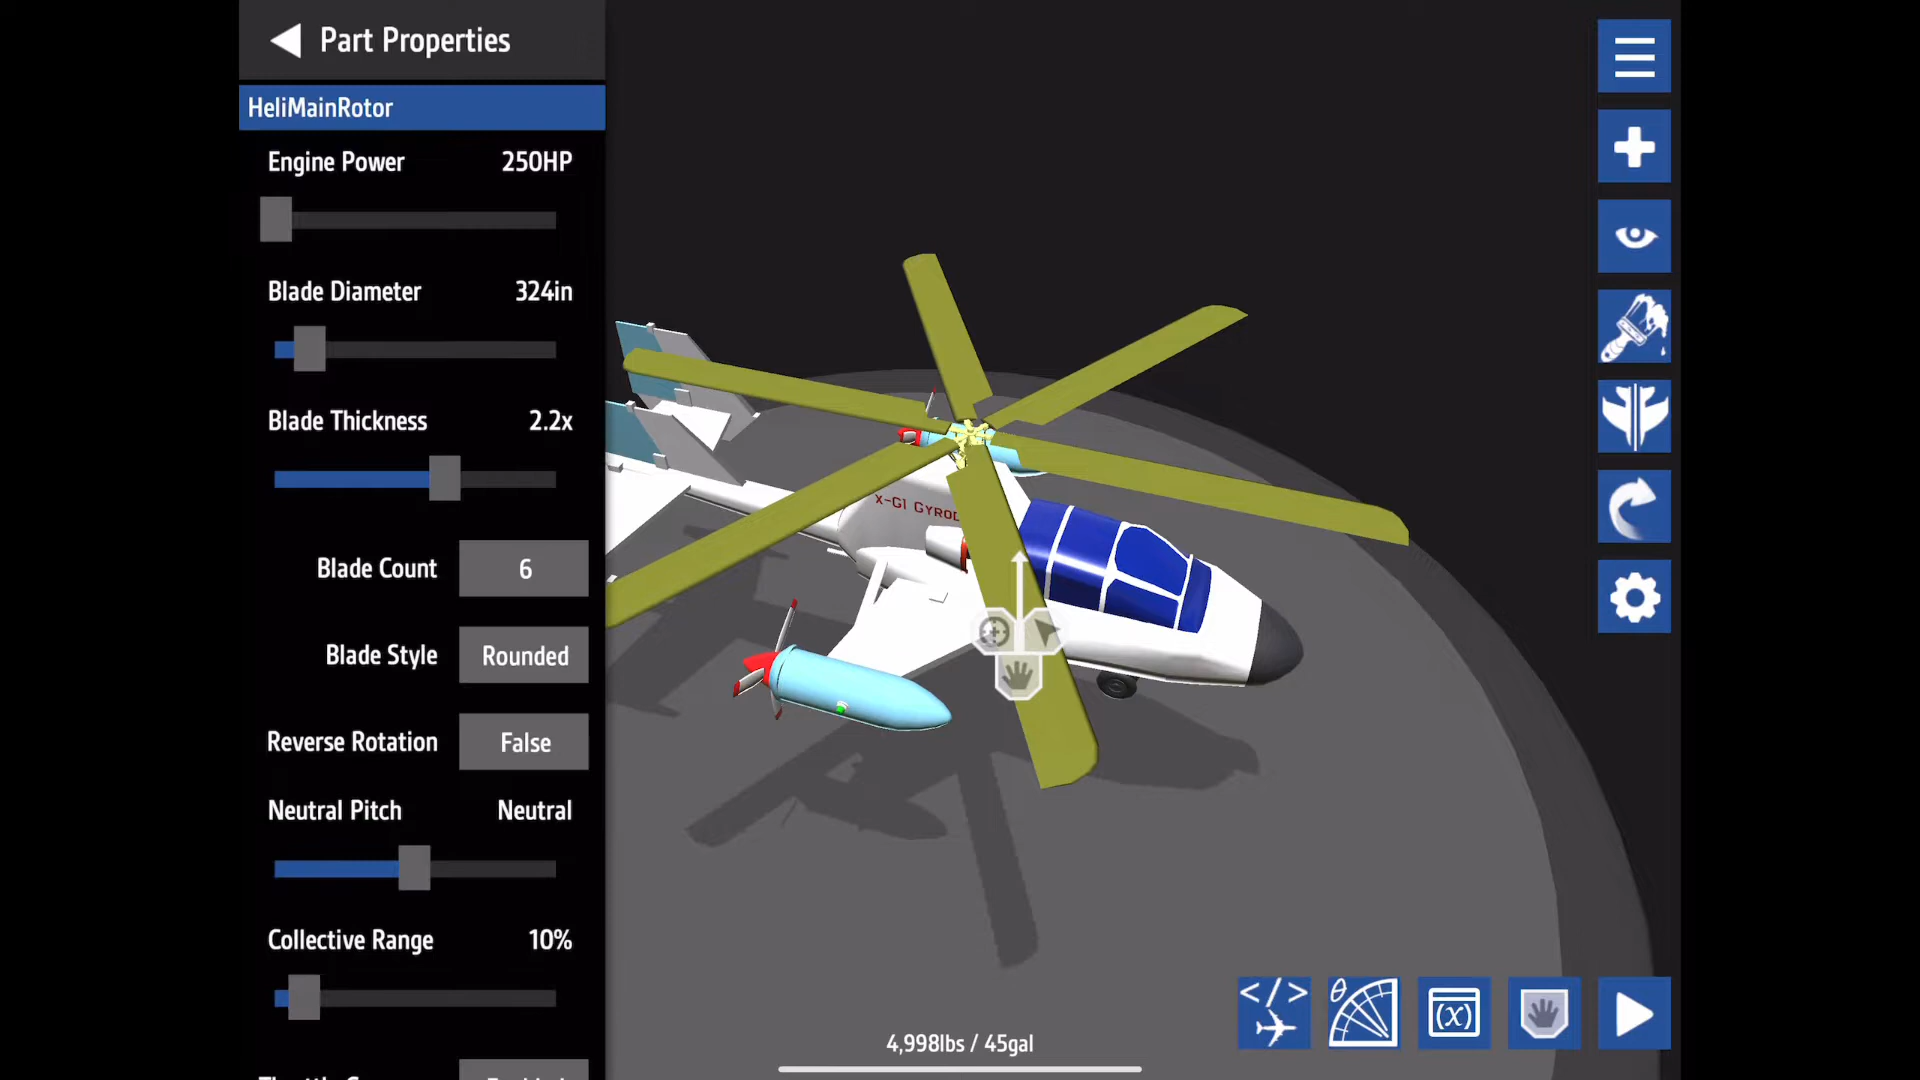 Part Properties
HeliMainRotor
Engine Power 250HP
Blade Diameter 324in
Blade Thickness 2.2x
Blade Count 6
Blade Style Rounded
Reverse Rotation False
Neutral Pitch Neutral
Collective Range 10%
X-G1 GYROD
</>
θ
(x)
4,998lbs / 45gal